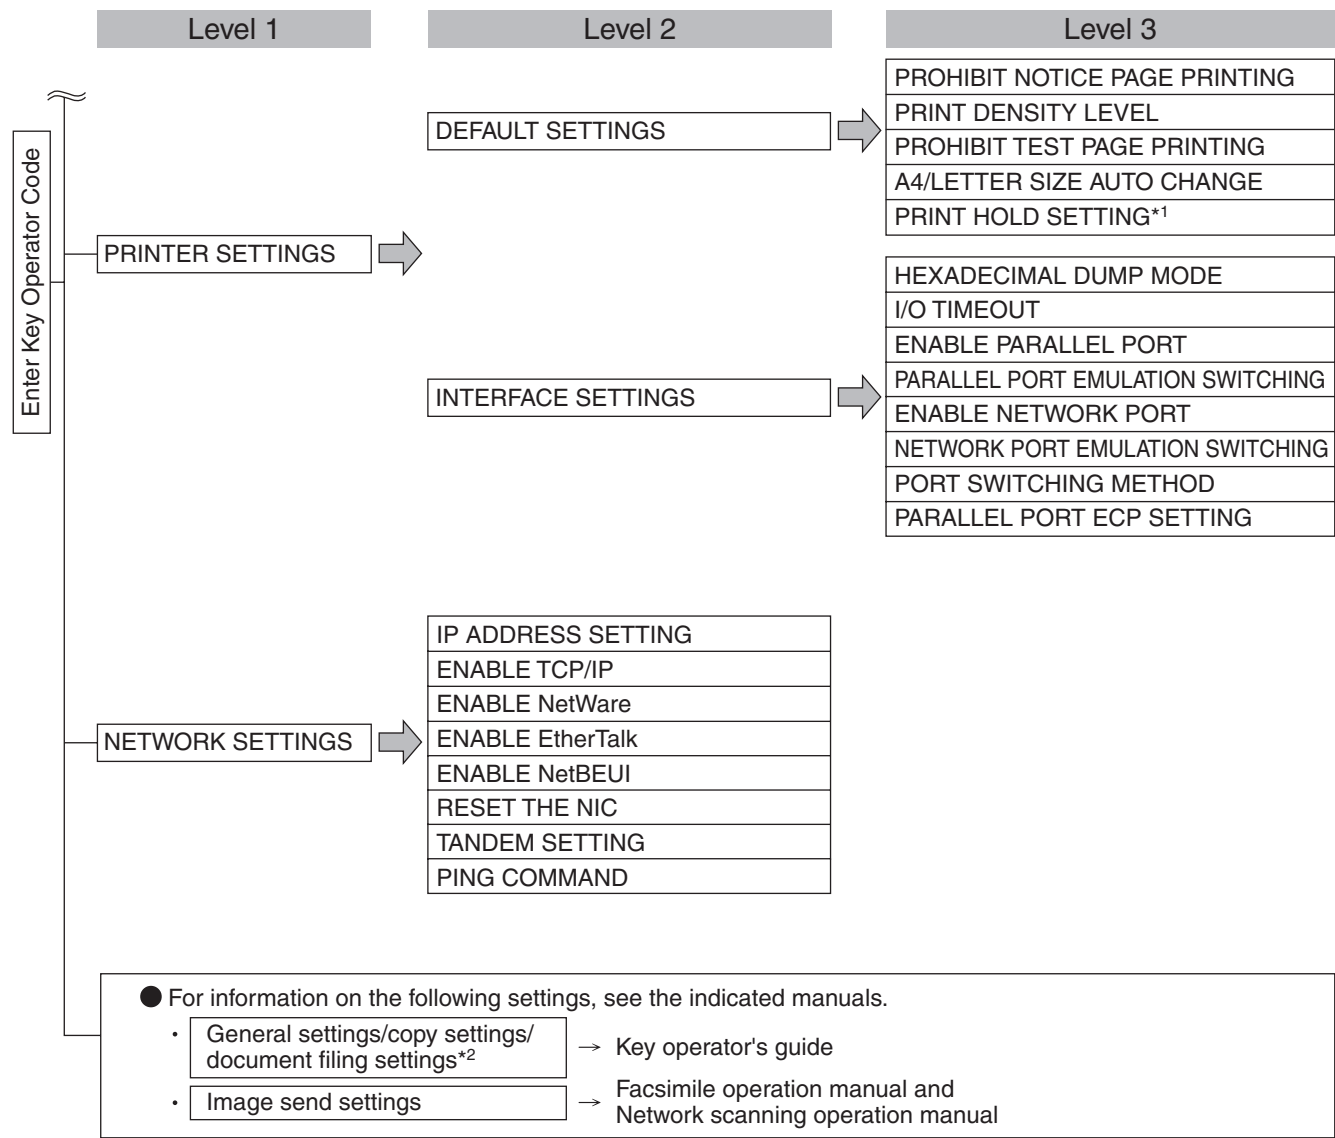 Level 1
Level 2
Level 3
Enter Key Operator Code
PRINTER SETTINGS
DEFAULT SETTINGS
PROHIBIT NOTICE PAGE PRINTING
PRINT DENSITY LEVEL
PROHIBIT TEST PAGE PRINTING
A4/LETTER SIZE AUTO CHANGE
PRINT HOLD SETTING*1
INTERFACE SETTINGS
HEXADECIMAL DUMP MODE
I/O TIMEOUT
ENABLE PARALLEL PORT
PARALLEL PORT EMULATION SWITCHING
ENABLE NETWORK PORT
NETWORK PORT EMULATION SWITCHING
PORT SWITCHING METHOD
PARALLEL PORT ECP SETTING
NETWORK SETTINGS
IP ADDRESS SETTING
ENABLE TCP/IP
ENABLE NetWare
ENABLE EtherTalk
ENABLE NetBEUI
RESET THE NIC
TANDEM SETTING
PING COMMAND
● For information on the following settings, see the indicated manuals.
· General settings/copy settings/
document filing settings*2
→ Key operator's guide
· Image send settings
→ Facsimile operation manual and
Network scanning operation manual